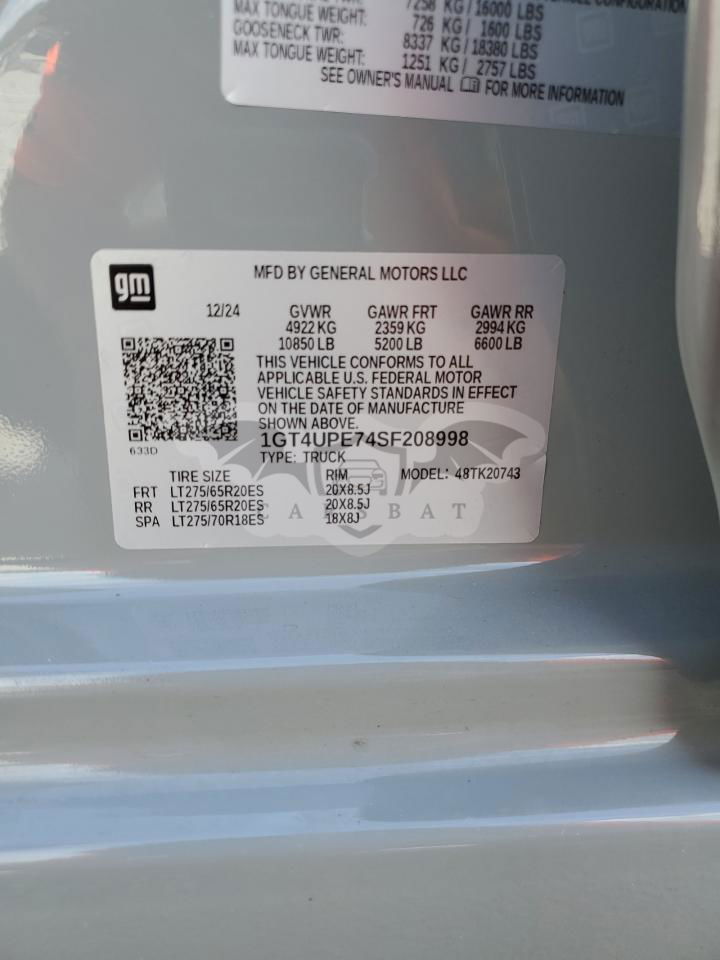 7258 KG/16000 LBS
MAX TONGUE WEIGHT: 726 KG/ 1600 LBS
GOOSENECK TWR: 8337 KG/18380 LBS
MAX TONGUE WEIGHT: 1251 KG/ 2757 LBS
SEE OWNER'S MANUAL FOR MORE INFORMATION
gm
MFD BY GENERAL MOTORS LLC
12/24 GVWR GAWR FRT GAWR RR
4922 KG 2359 KG 2994 KG
10850 LB 5200 LB 6600 LB
THIS VEHICLE CONFORMS TO ALL
APPLICABLE U.S. FEDERAL MOTOR
VEHICLE SAFETY STANDARDS IN EFFECT
ON THE DATE OF MANUFACTURE
SHOWN ABOVE.
633D
1GT4UPE74SF208998
TYPE: TRUCK
TIRE SIZE RIM MODEL: 48TK20743
FRT LT275/65R20ES 20X8.5J
RR LT275/65R20ES 20X8.5J
SPA LT275/70R18ES 18X8J